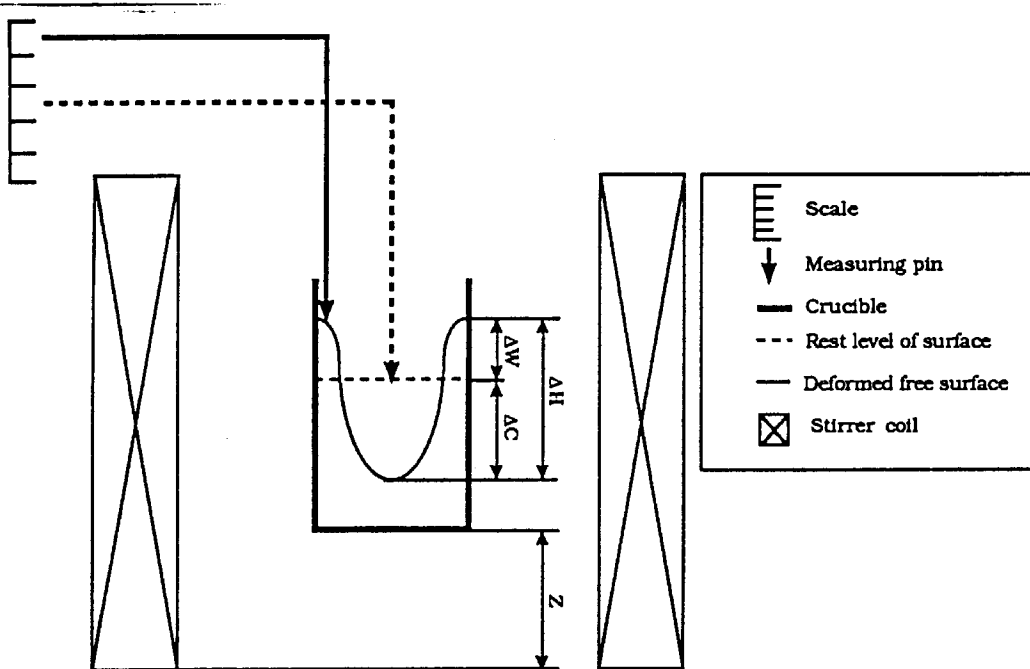 ΔW
ΔH
ΔC
Z
Scale
Measuring pin
Crucible
Rest level of surface
Deformed free surface
Stirrer coil